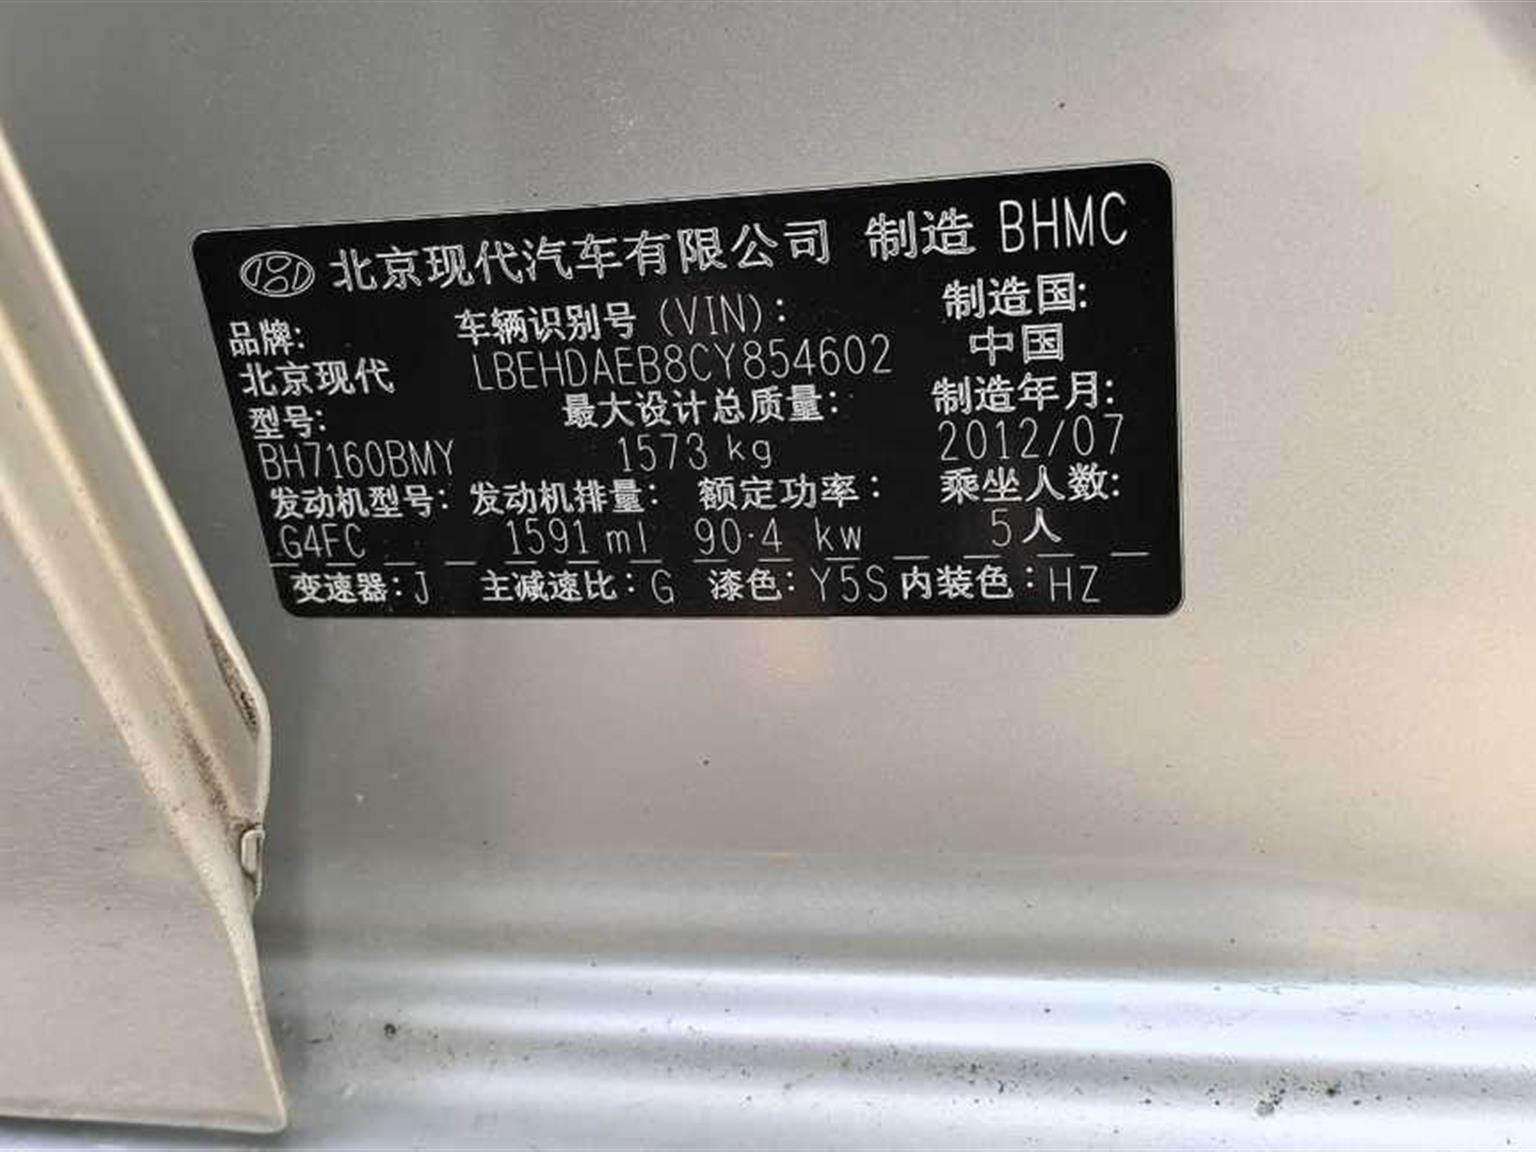 北京现代汽车有限公司 制造 BHMC
品牌: 车辆识别号 (VIN): 制造国:
北京现代 LBEHDAEB8CY854602 中国
型号: 最大设计总质量: 制造年月:
BH7160BMY 1573 kg 2012/07
发动机型号: 发动机排量: 额定功率: 乘坐人数:
G4FC 1591 ml 90.4 kw 5人
变速器: J 主减速比: G 漆色: Y5S 内装色: HZ